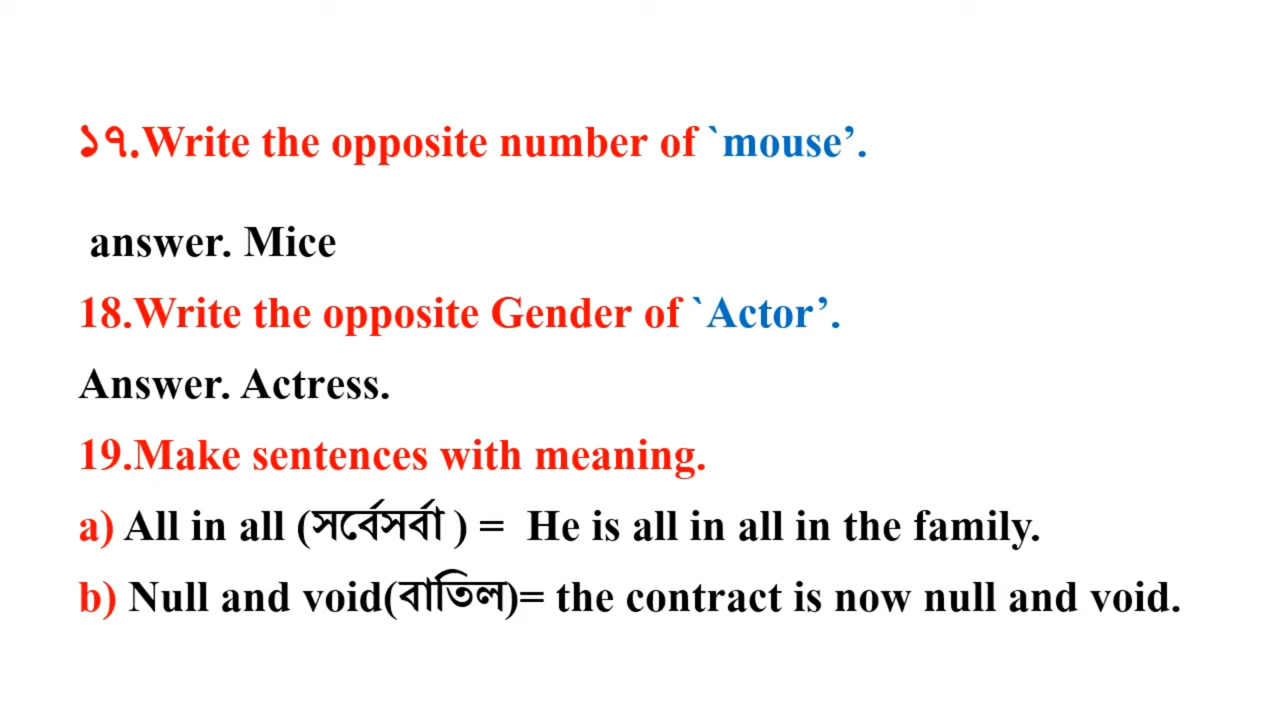 ১৭.Write the opposite number of `mouse’.
answer. Mice
18.Write the opposite Gender of `Actor’.
Answer. Actress.
19.Make sentences with meaning.
a) All in all (সর্বেসর্বা ) = He is all in all in the family.
b) Null and void(বাতিল)= the contract is now null and void.